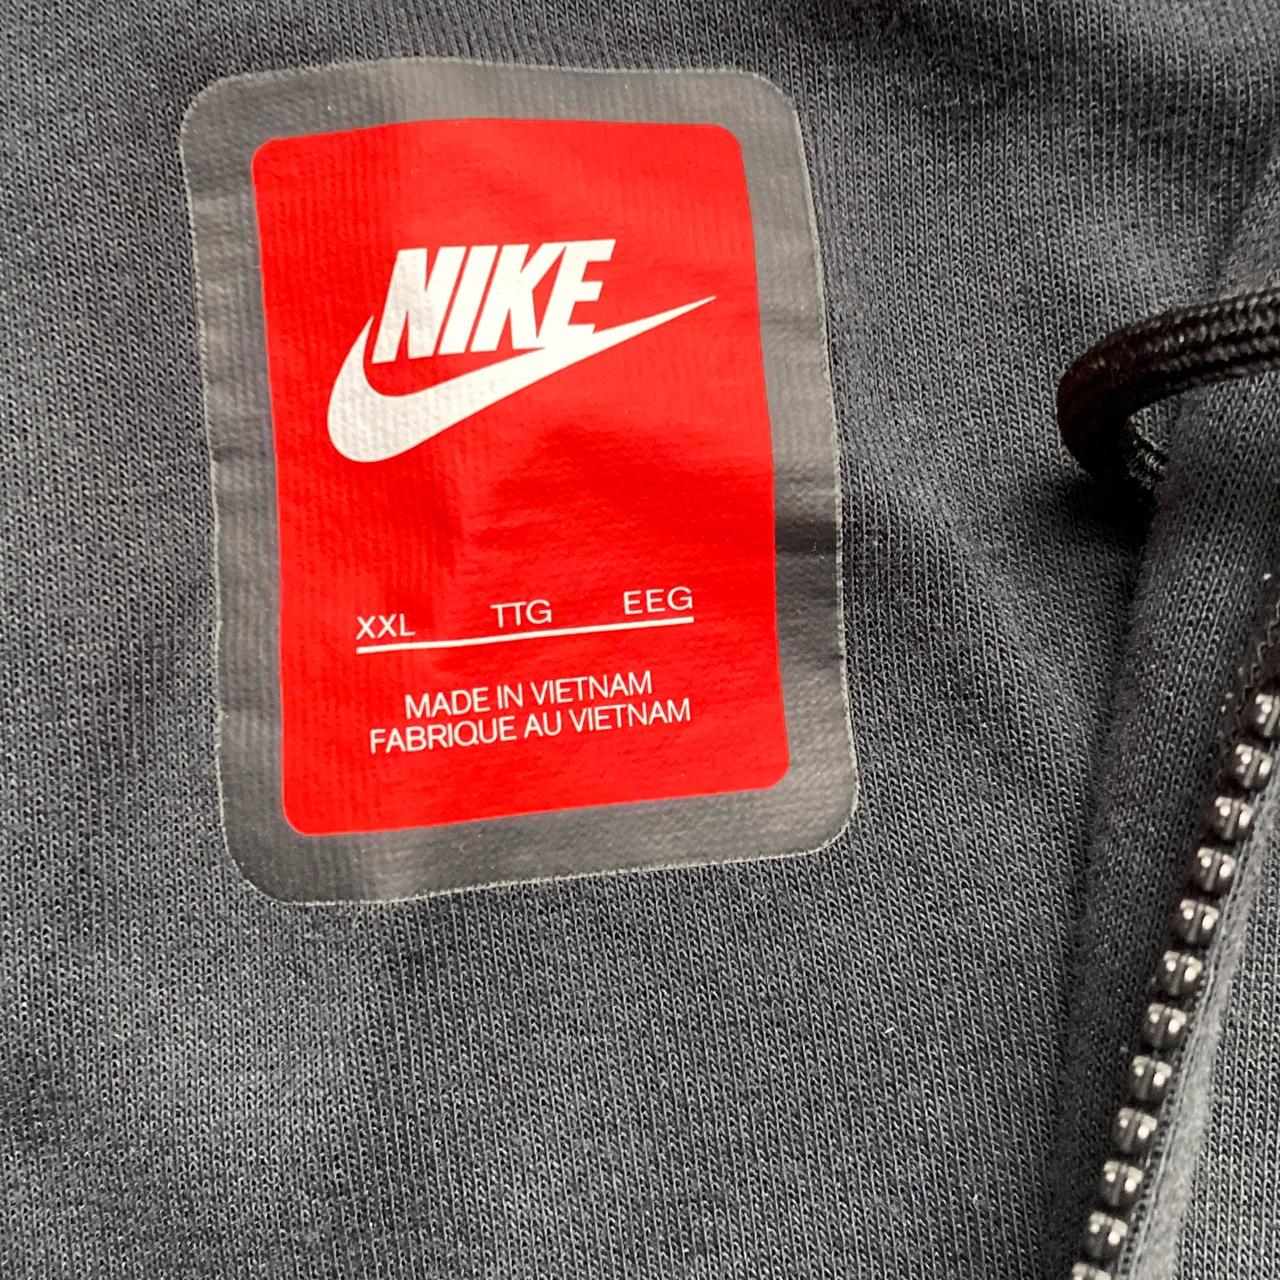 NIKE
XXL TTG EEG
MADE IN VIETNAM
FABRIQUE AU VIETNAM